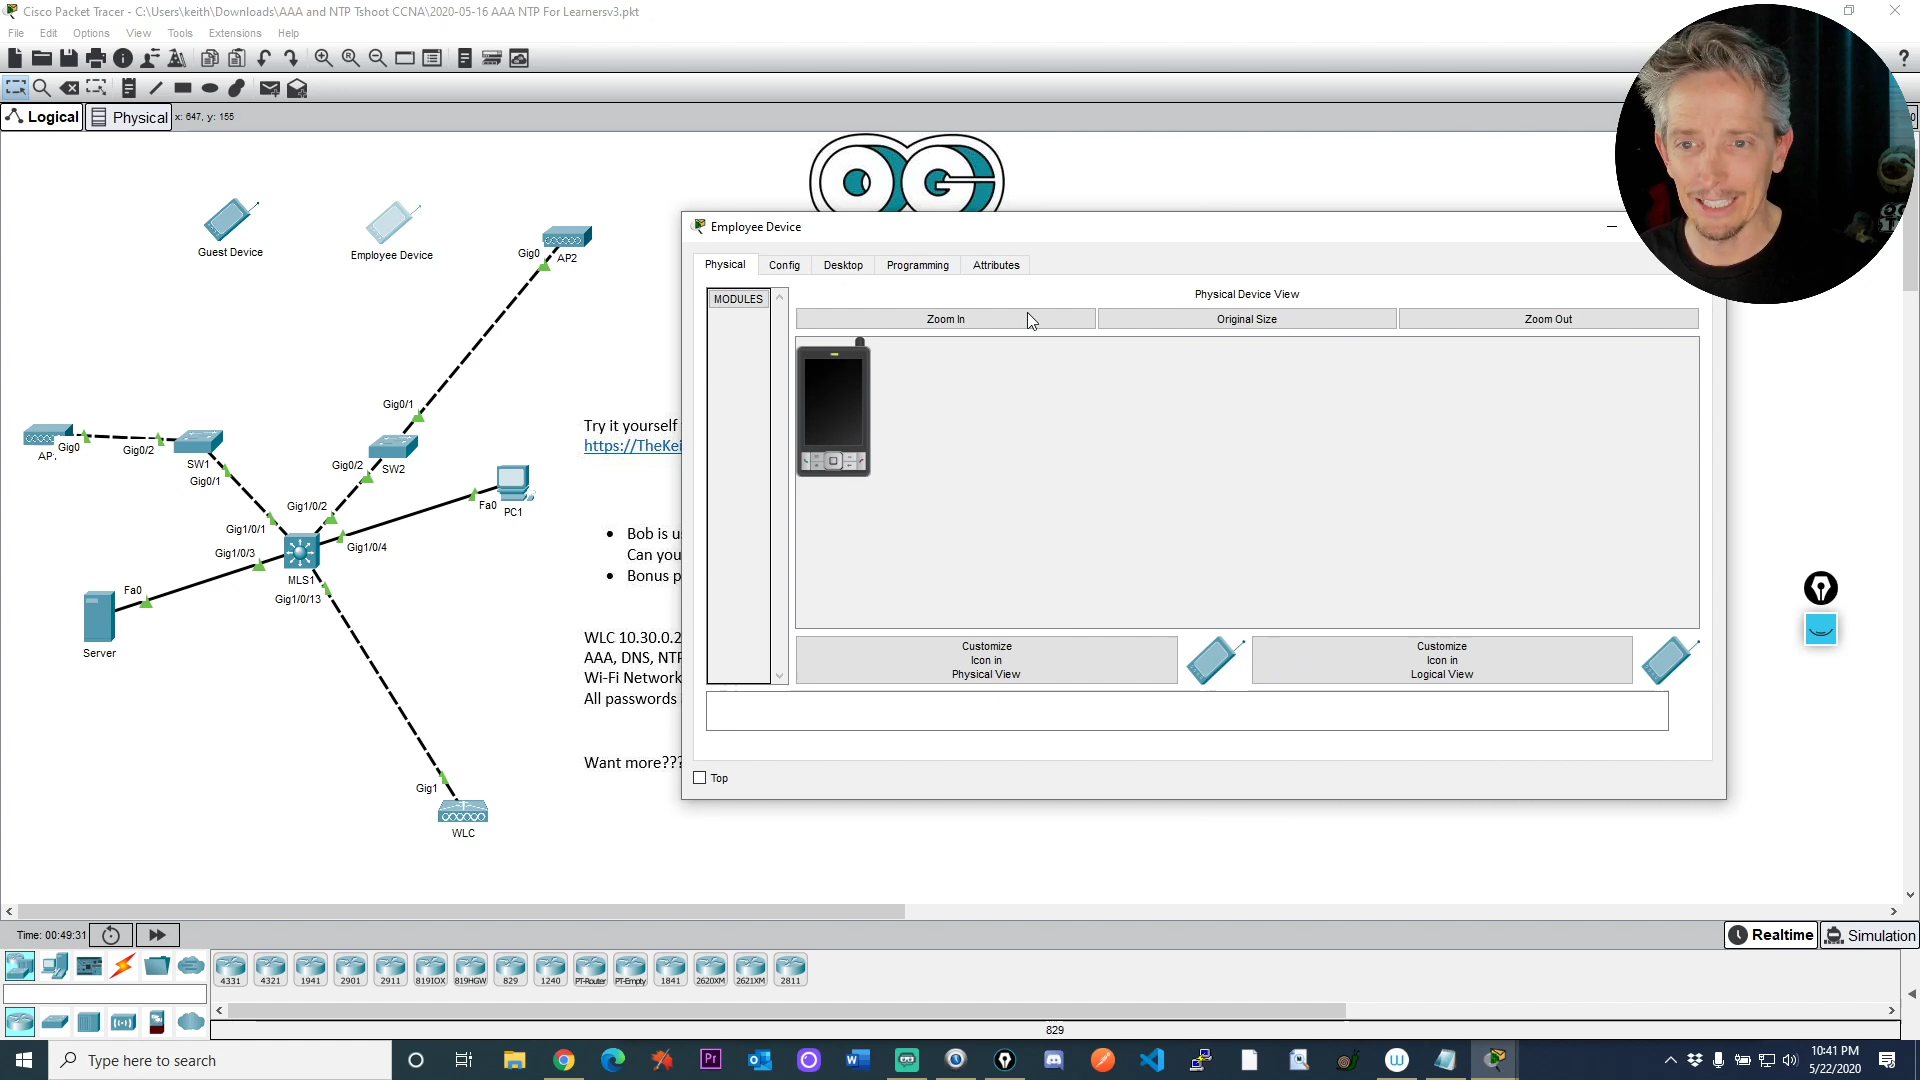 Cisco Packet Tracer - C:\Users\keith\Downloads\AAA and NTP Tshoot CCNA\2020-05-16 AAA NTP For Learnersv3.pkt
File Edit Options View Tools Extensions Help
Logical Physical x: 647, y: 155
OG
Guest Device
Employee Device
Gig0
AP2
Gig0/1
AP
Gig0
Gig0/2
SW1
Gig0/1
Gig0/2
SW2
Gig1/0/2
Fa0
PC1
Gig1/0/1
Gig1/0/3
Gig1/0/4
MLS1
Fa0
Gig1/0/13
Server
Gig1
WLC
Try it yourself
https://TheKei
Bob is u
Can you
Bonus p
WLC 10.30.0.2
AAA, DNS, NTP
Wi-Fi Network
All passwords
Want more???
Employee Device
Physical Config Desktop Programming Attributes
MODULES
Physical Device View
Zoom In Original Size Zoom Out
Customize
Icon in
Physical View
Customize
Icon in
Logical View
Top
Time: 00:49:31
Realtime Simulation
4331 4321 1941 2901 2911 819IOX 819HGW 829 1240 PT-Router PT-Empty 1841 2620XM 2621XM 2811
829
Type here to search
10:41 PM
5/22/2020